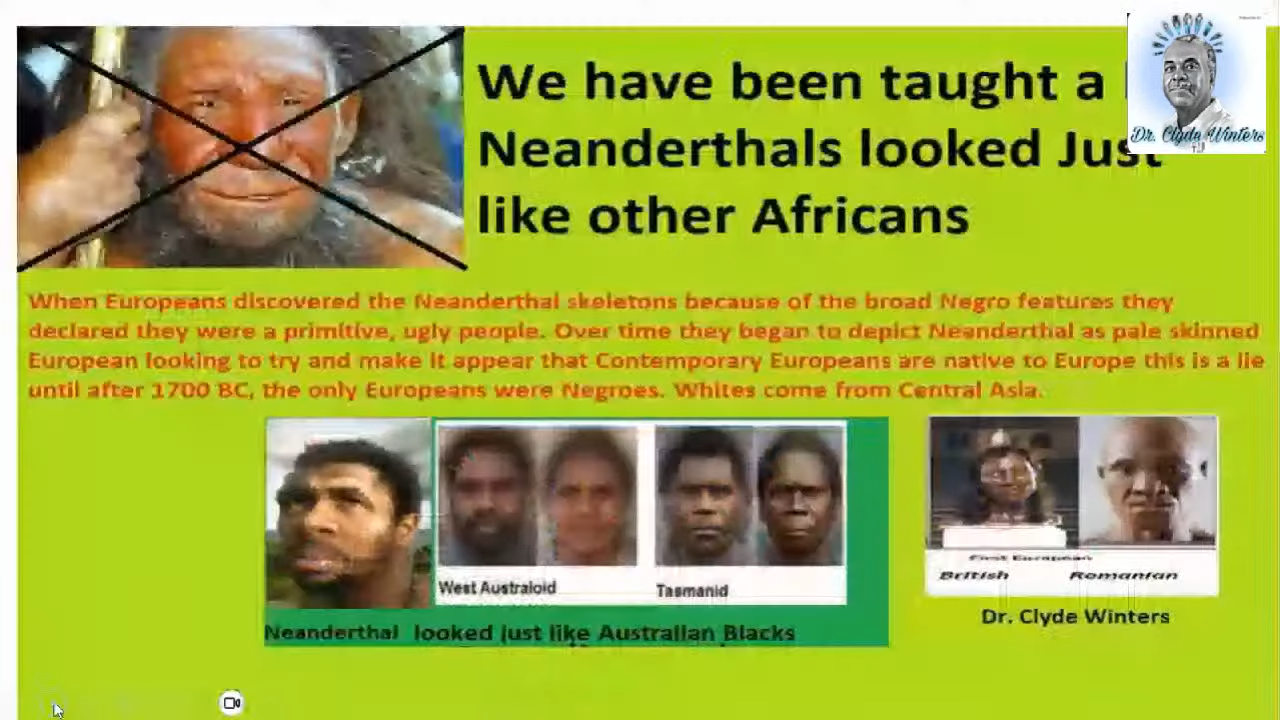 We have been taught a
Neanderthals looked Just
like other Africans
Dr. Clyde Winters
When Europeans discovered the Neanderthal skeletons because of the broad Negro features they
declared they were a primitive, ugly people. Over time they began to depict Neanderthal as pale skinned
European looking to try and make it appear that Contemporary Europeans are native to Europe this is a lie
until after 1700 BC, the only Europeans were Negroes. Whites come from Central Asia.
West Australoid
Tasmanid
Neanderthal looked just like Australian Blacks
First European
British Romanian
Dr. Clyde Winters